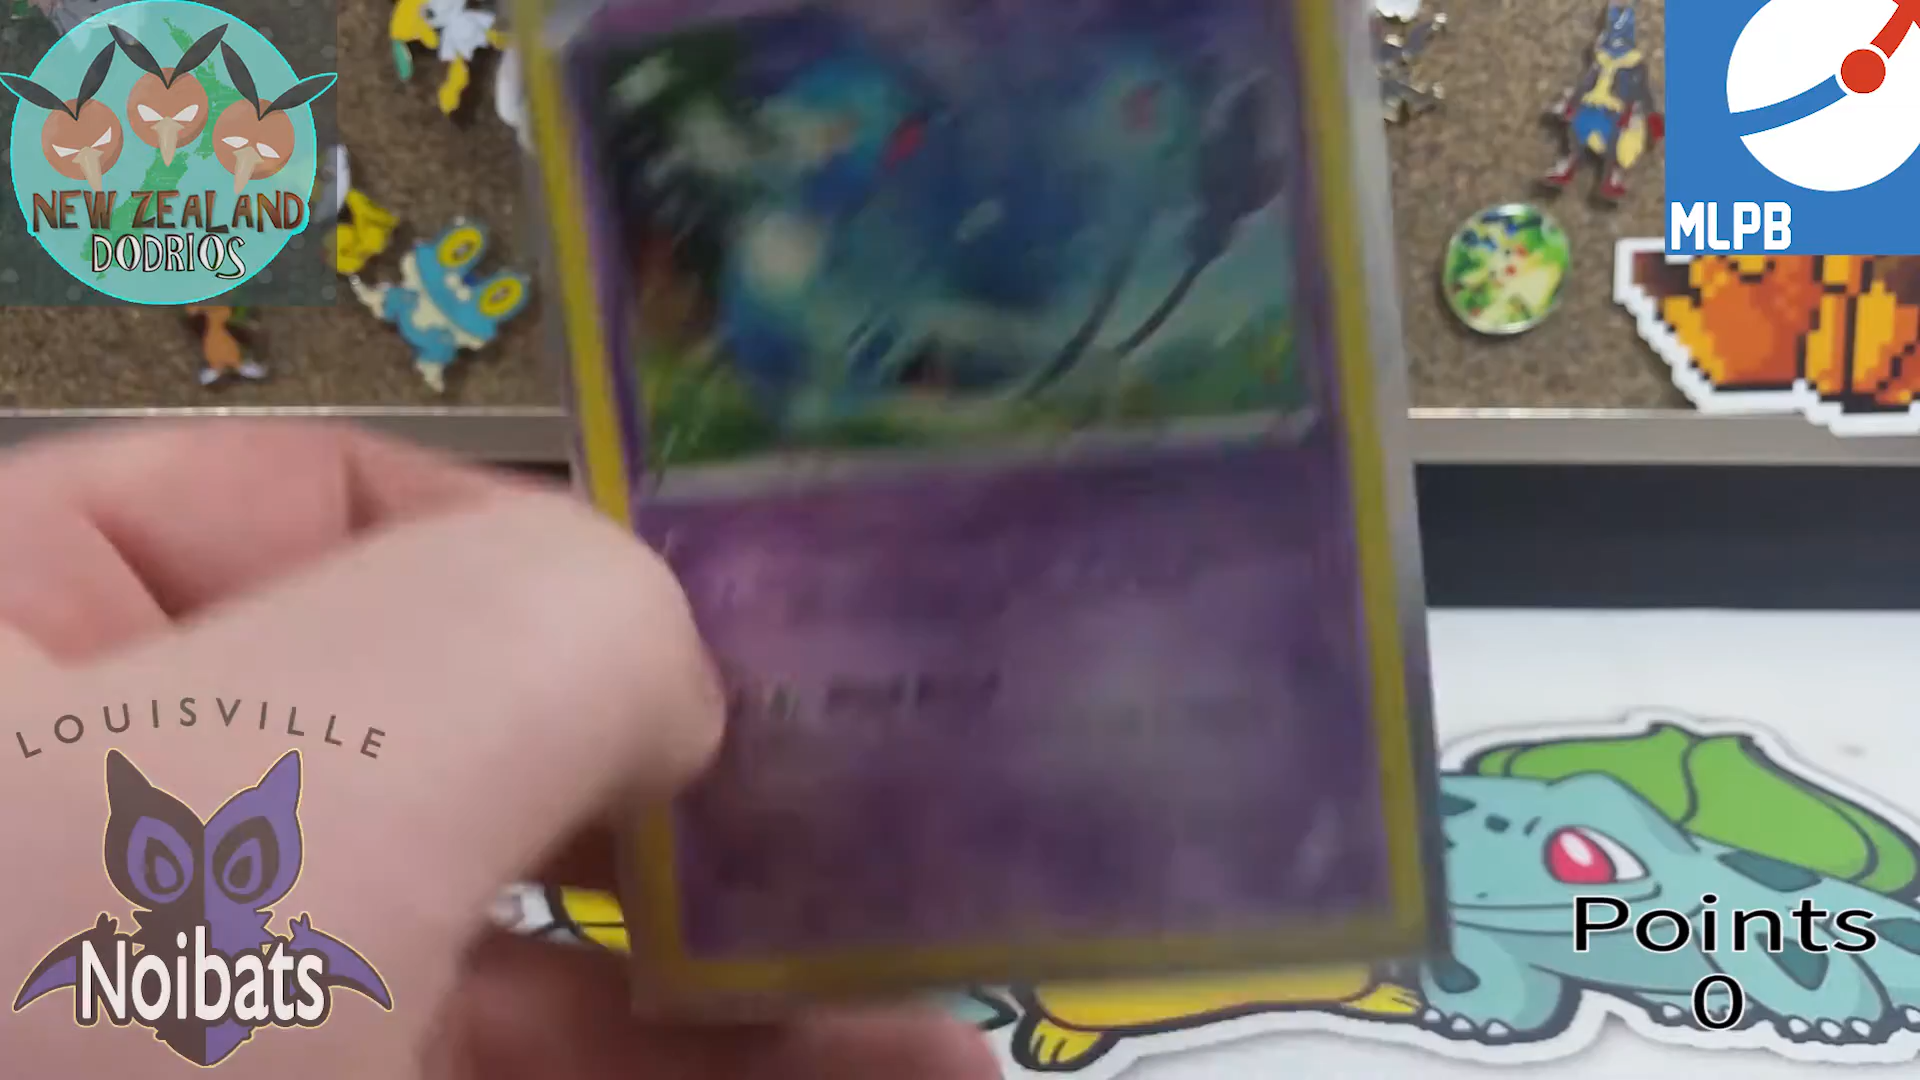 NEW ZEALAND
DODRIOS
MLPB
LOUISVILLE
Noibats
Points
0